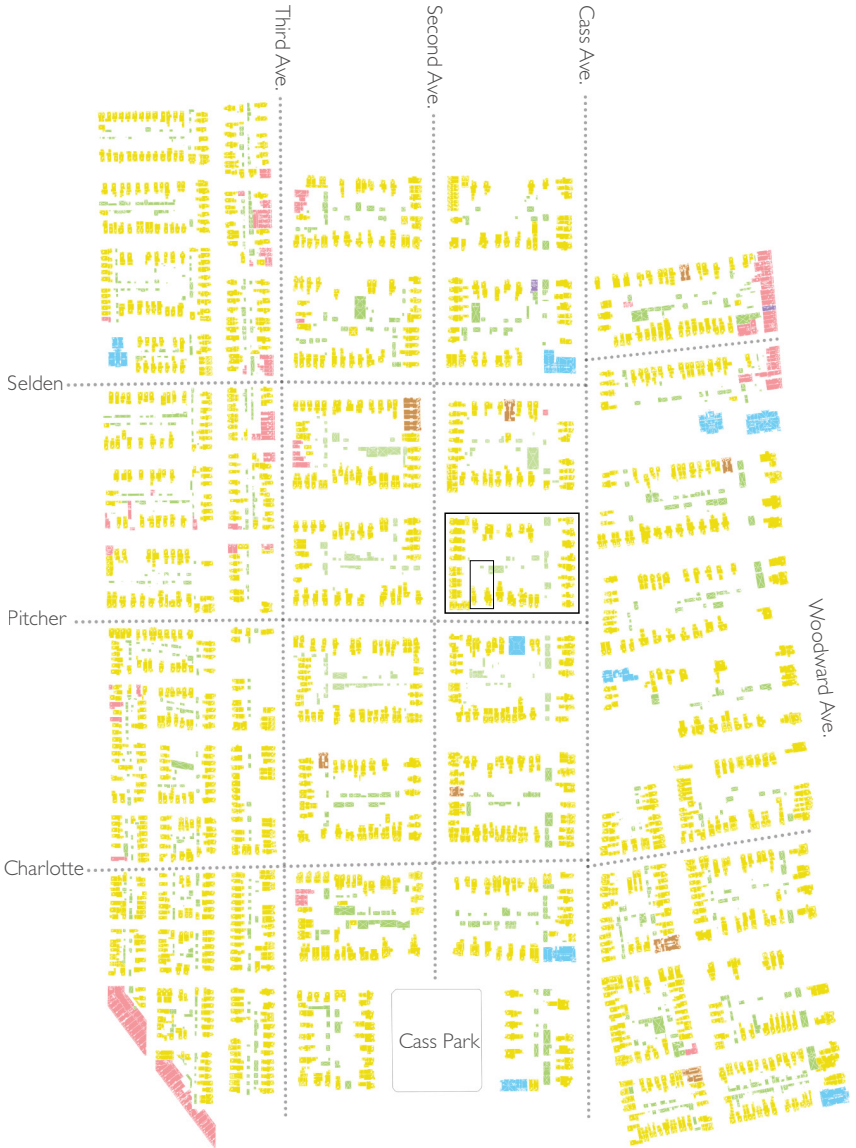 Third Ave.
Second Ave.
Cass Ave.
Selden
Pitcher
Woodward Ave.
Charlotte
Cass Park